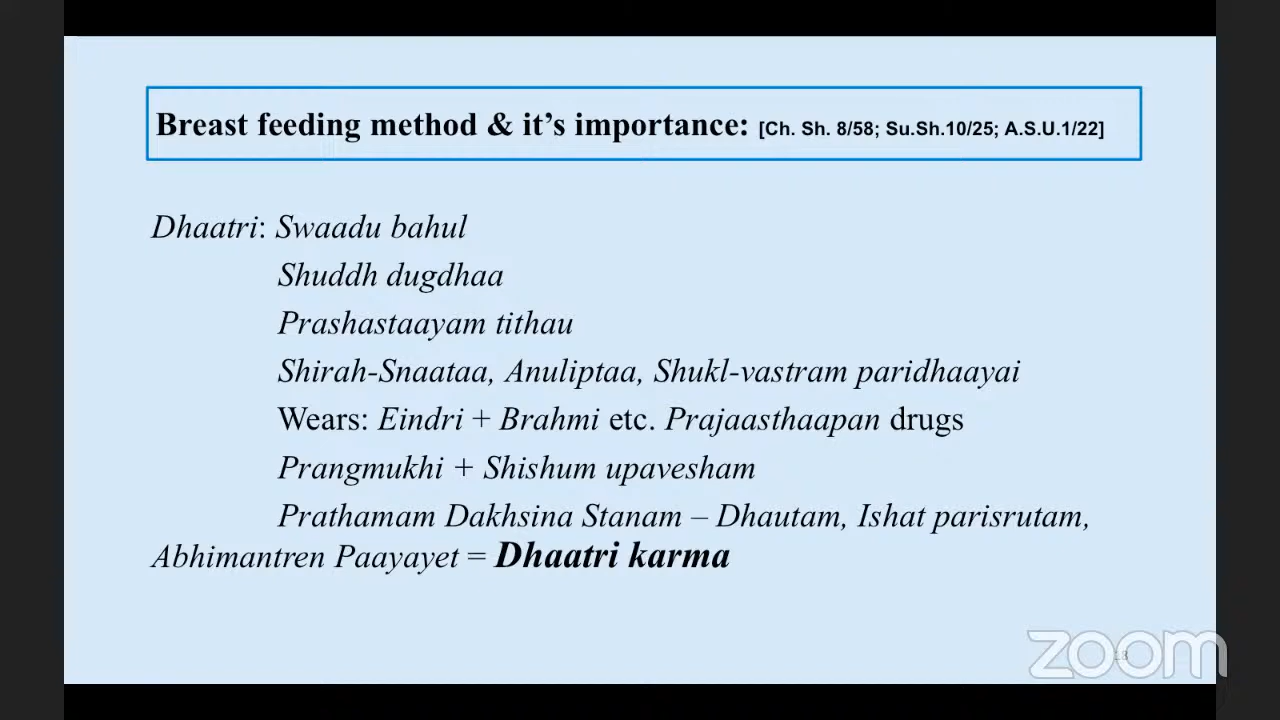 Breast feeding method & it’s importance: [Ch. Sh. 8/58; Su.Sh.10/25; A.S.U.1/22]
Dhaatri: Swaadu bahul
Shuddh dugdhaa
Prashastaayam tithau
Shirah-Snaataa, Anuliptaa, Shukl-vastram paridhaayai
Wears: Eindri + Brahmi etc. Prajaasthaapan drugs
Prangmukhi + Shishum upavesham
Prathamam Dakhsina Stanam – Dhautam, Ishat parisrutam,
Abhimantren Paayayet = Dhaatri karma
zoom